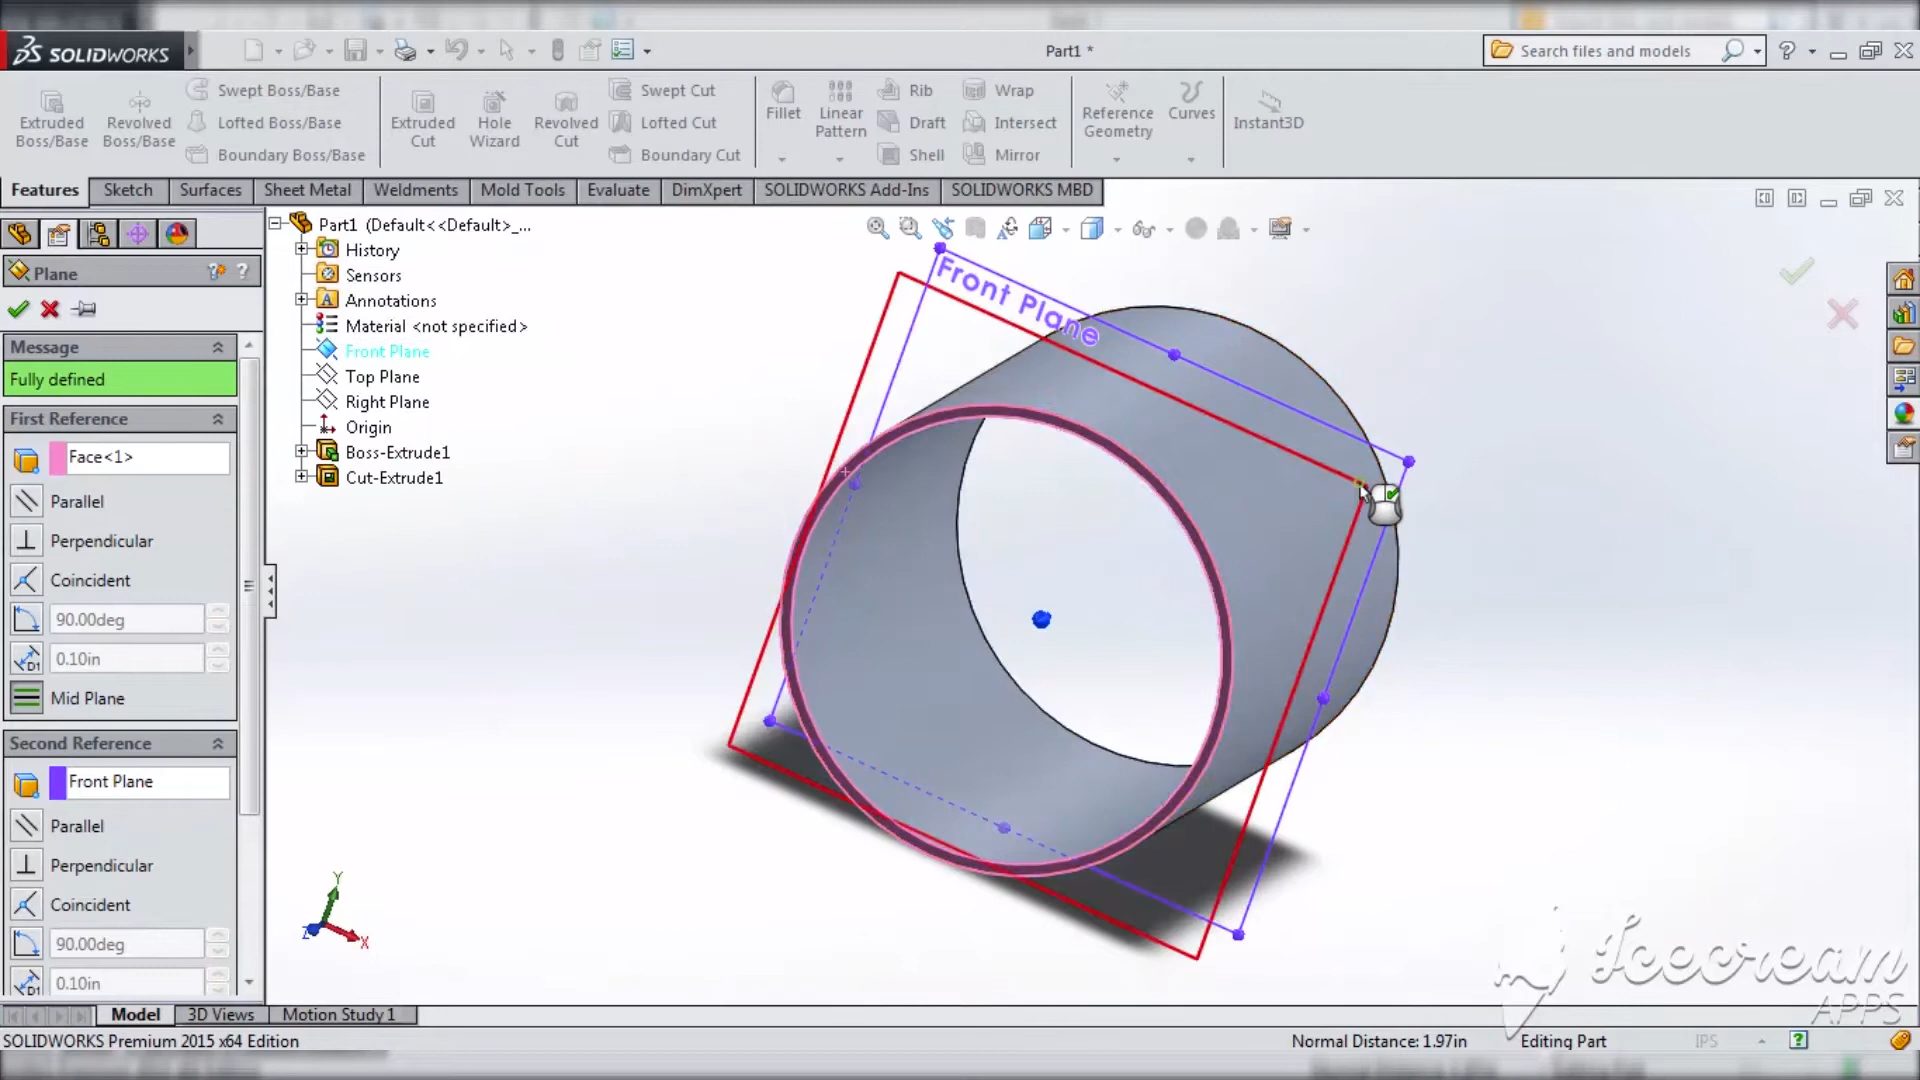 SOLIDWORKS
Part1 *
Search files and models
Extruded Boss/Base
Revolved Boss/Base
Swept Boss/Base
Lofted Boss/Base
Boundary Boss/Base
Extruded Cut
Hole Wizard
Revolved Cut
Swept Cut
Lofted Cut
Boundary Cut
Fillet
Linear Pattern
Rib
Draft
Shell
Wrap
Intersect
Mirror
Reference Geometry
Curves
Instant3D
Features Sketch Surfaces Sheet Metal Weldments Mold Tools Evaluate DimXpert SOLIDWORKS Add-Ins SOLIDWORKS MBD
Plane
Message
Fully defined
First Reference
Face<1>
Parallel
Perpendicular
Coincident
90.00deg
0.10in
Mid Plane
Second Reference
Front Plane
Parallel
Perpendicular
Coincident
90.00deg
0.10in
Part1 (Default<<Default>_...
History
Sensors
Annotations
Material <not specified>
Front Plane
Top Plane
Right Plane
Origin
Boss-Extrude1
Cut-Extrude1
Front Plane
Y
Z
X
Icecream
APPS
Model 3D Views Motion Study 1
SOLIDWORKS Premium 2015 x64 Edition
Normal Distance: 1.97in
Editing Part
IPS